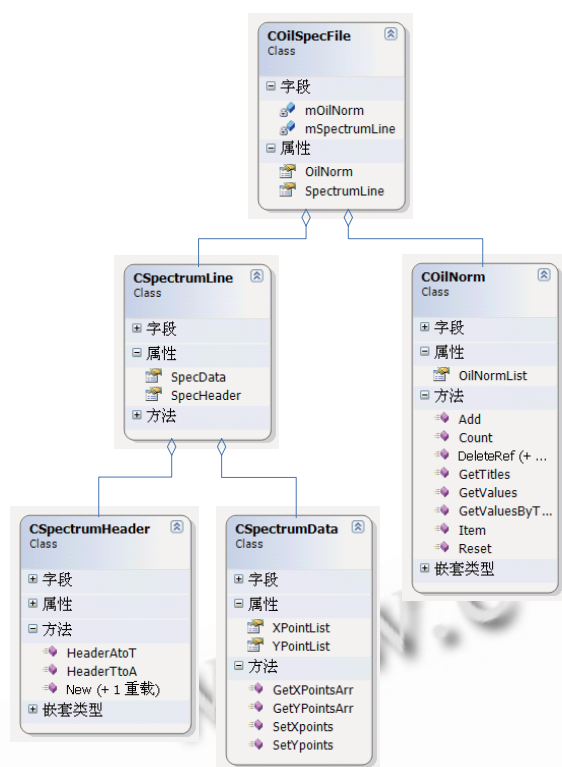 COilSpecFile
Class
字段
mOilNorm
mSpectrumLine
属性
OilNorm
SpectrumLine
CSpectrumLine
Class
字段
属性
SpecData
SpecHeader
方法
COilNorm
Class
字段
属性
OilNormList
方法
Add
Count
DeleteRef (+ ...
GetTitles
GetValues
GetValuesByT...
Item
Reset
嵌套类型
CSpectrumHeader
Class
字段
属性
方法
HeaderAtoT
HeaderTtoA
New (+ 1 重载)
嵌套类型
CSpectrumData
Class
字段
属性
XPointList
YPointList
方法
GetXPointsArr
GetYPointsArr
SetXpoints
SetYpoints